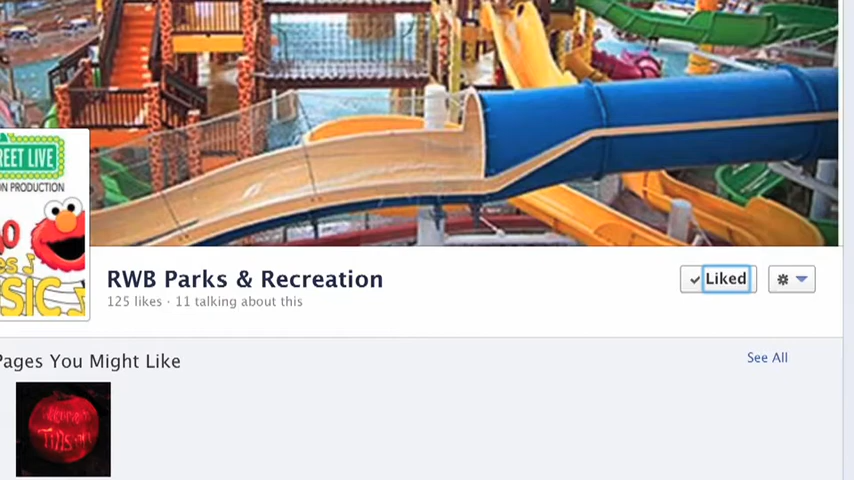 REET LIVE
ON PRODUCTION
SIC
RWB Parks & Recreation
Liked
125 likes · 11 talking about this
Pages You Might Like
See All